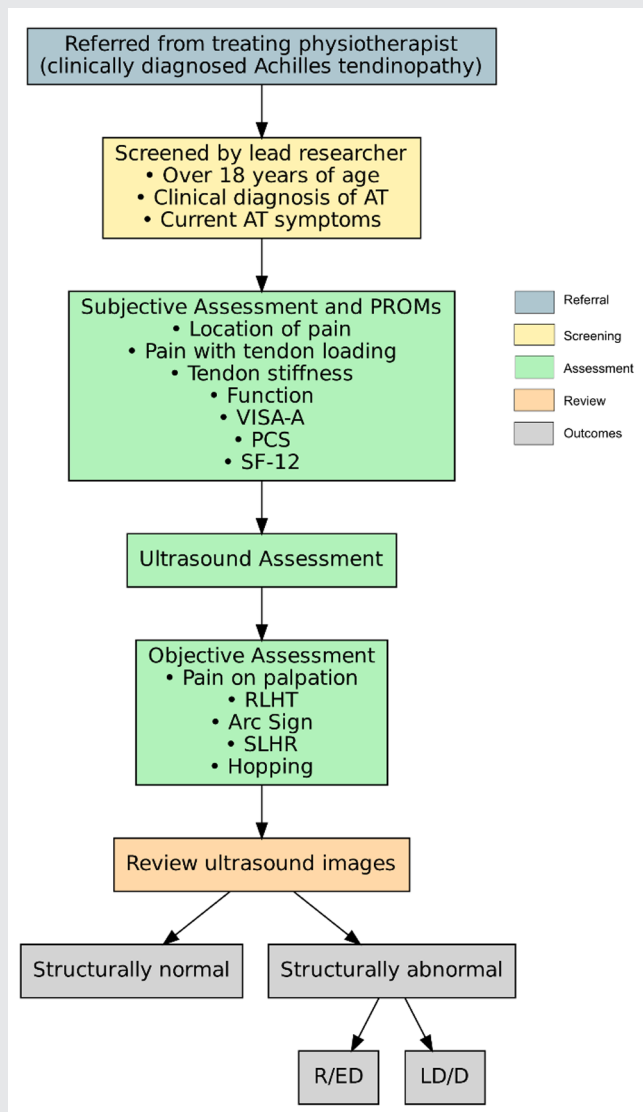 Referred from treating physiotherapist
(clinically diagnosed Achilles tendinopathy)
Screened by lead researcher
• Over 18 years of age
• Clinical diagnosis of AT
• Current AT symptoms
Subjective Assessment and PROMs
• Location of pain
• Pain with tendon loading
• Tendon stiffness
• Function
• VISA-A
• PCS
• SF-12
Referral
Screening
Assessment
Review
Outcomes
Ultrasound Assessment
Objective Assessment
• Pain on palpation
• RLHT
• Arc Sign
• SLHR
• Hopping
Review ultrasound images
Structurally normal
Structurally abnormal
R/ED
LD/D